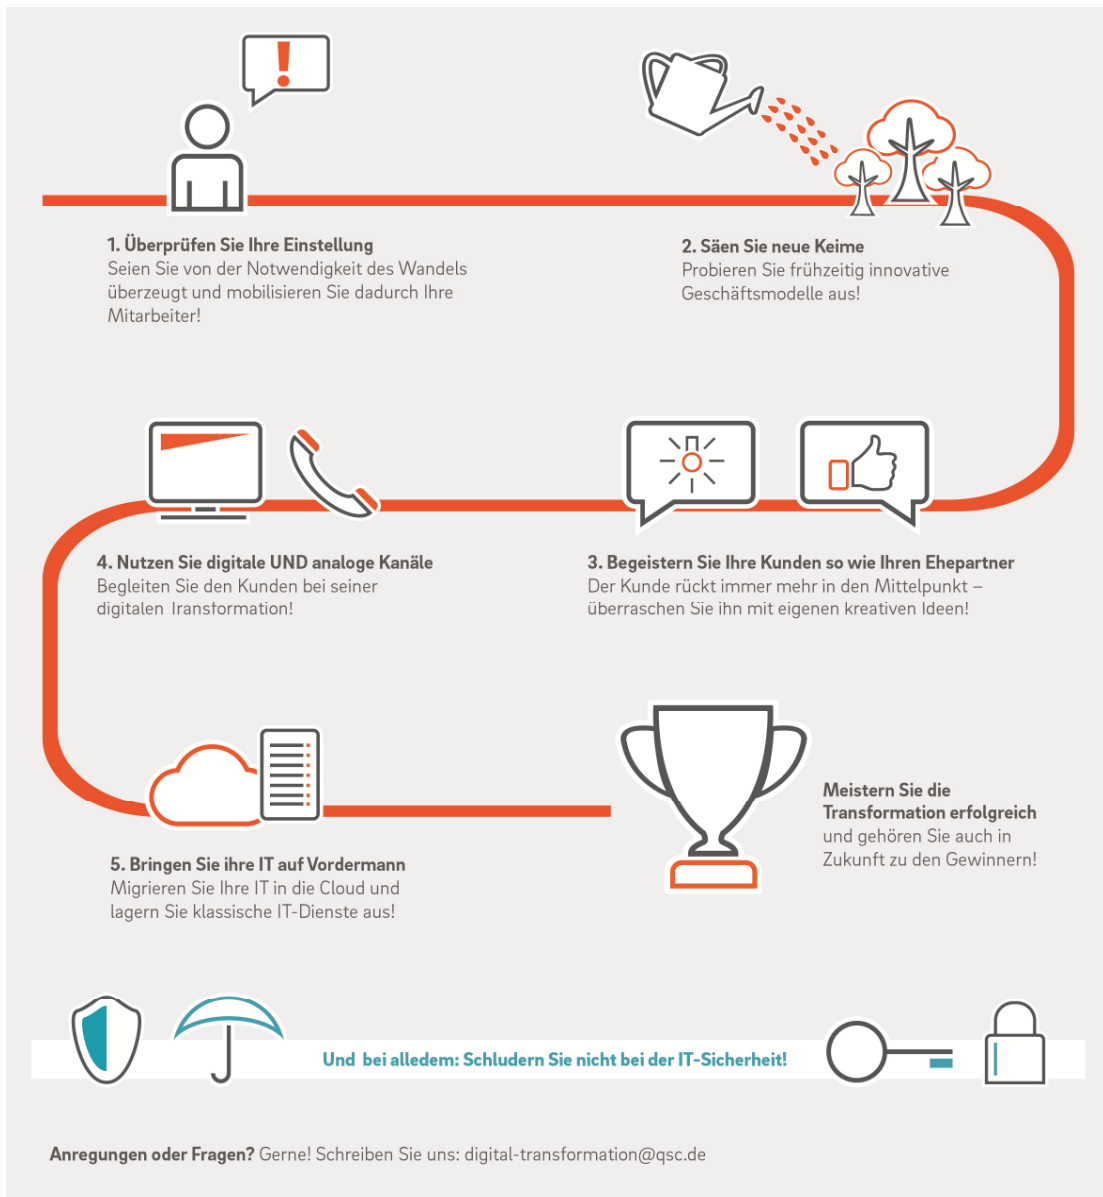 1. Überprüfen Sie Ihre Einstellung
Seien Sie von der Notwendigkeit des Wandels
überzeugt und mobilisieren Sie dadurch Ihre
Mitarbeiter!
2. Säen Sie neue Keime
Probieren Sie frühzeitig innovative
Geschäftsmodelle aus!
3. Begeistern Sie Ihre Kunden so wie Ihren Ehepartner
Der Kunde rückt immer mehr in den Mittelpunkt –
überraschen Sie ihn mit eigenen kreativen Ideen!
4. Nutzen Sie digitale UND analoge Kanäle
Begleiten Sie den Kunden bei seiner
digitalen Transformation!
5. Bringen Sie ihre IT auf Vordermann
Migrieren Sie Ihre IT in die Cloud und
lagern Sie klassische IT-Dienste aus!
Meistern Sie die
Transformation erfolgreich
und gehören Sie auch in
Zukunft zu den Gewinnern!
Und bei alledem: Schludern Sie nicht bei der IT-Sicherheit!
Anregungen oder Fragen? Gerne! Schreiben Sie uns: digital-transformation@qsc.de